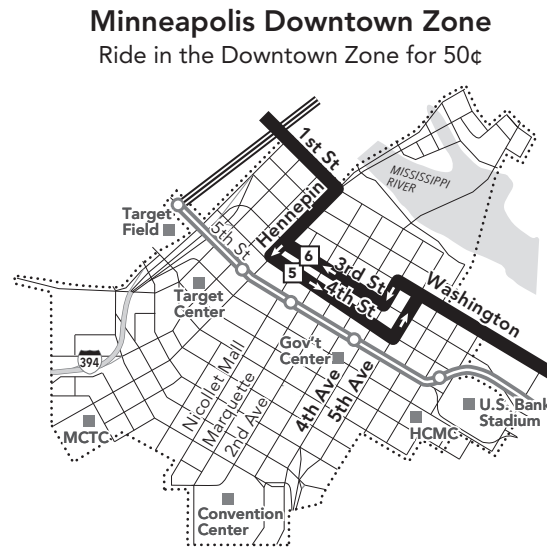 Minneapolis Downtown Zone
Ride in the Downtown Zone for 50¢
1st St
MISSISSIPPI
RIVER
Hennepin
Target
Field
5th St
6
3rd St
Washington
5
4th St
Target
Center
Gov't
Center
394
Nicollet Mall
Marquette
2nd Ave
4th Ave
5th Ave
U.S. Bank
Stadium
HCMC
MCTC
Convention
Center